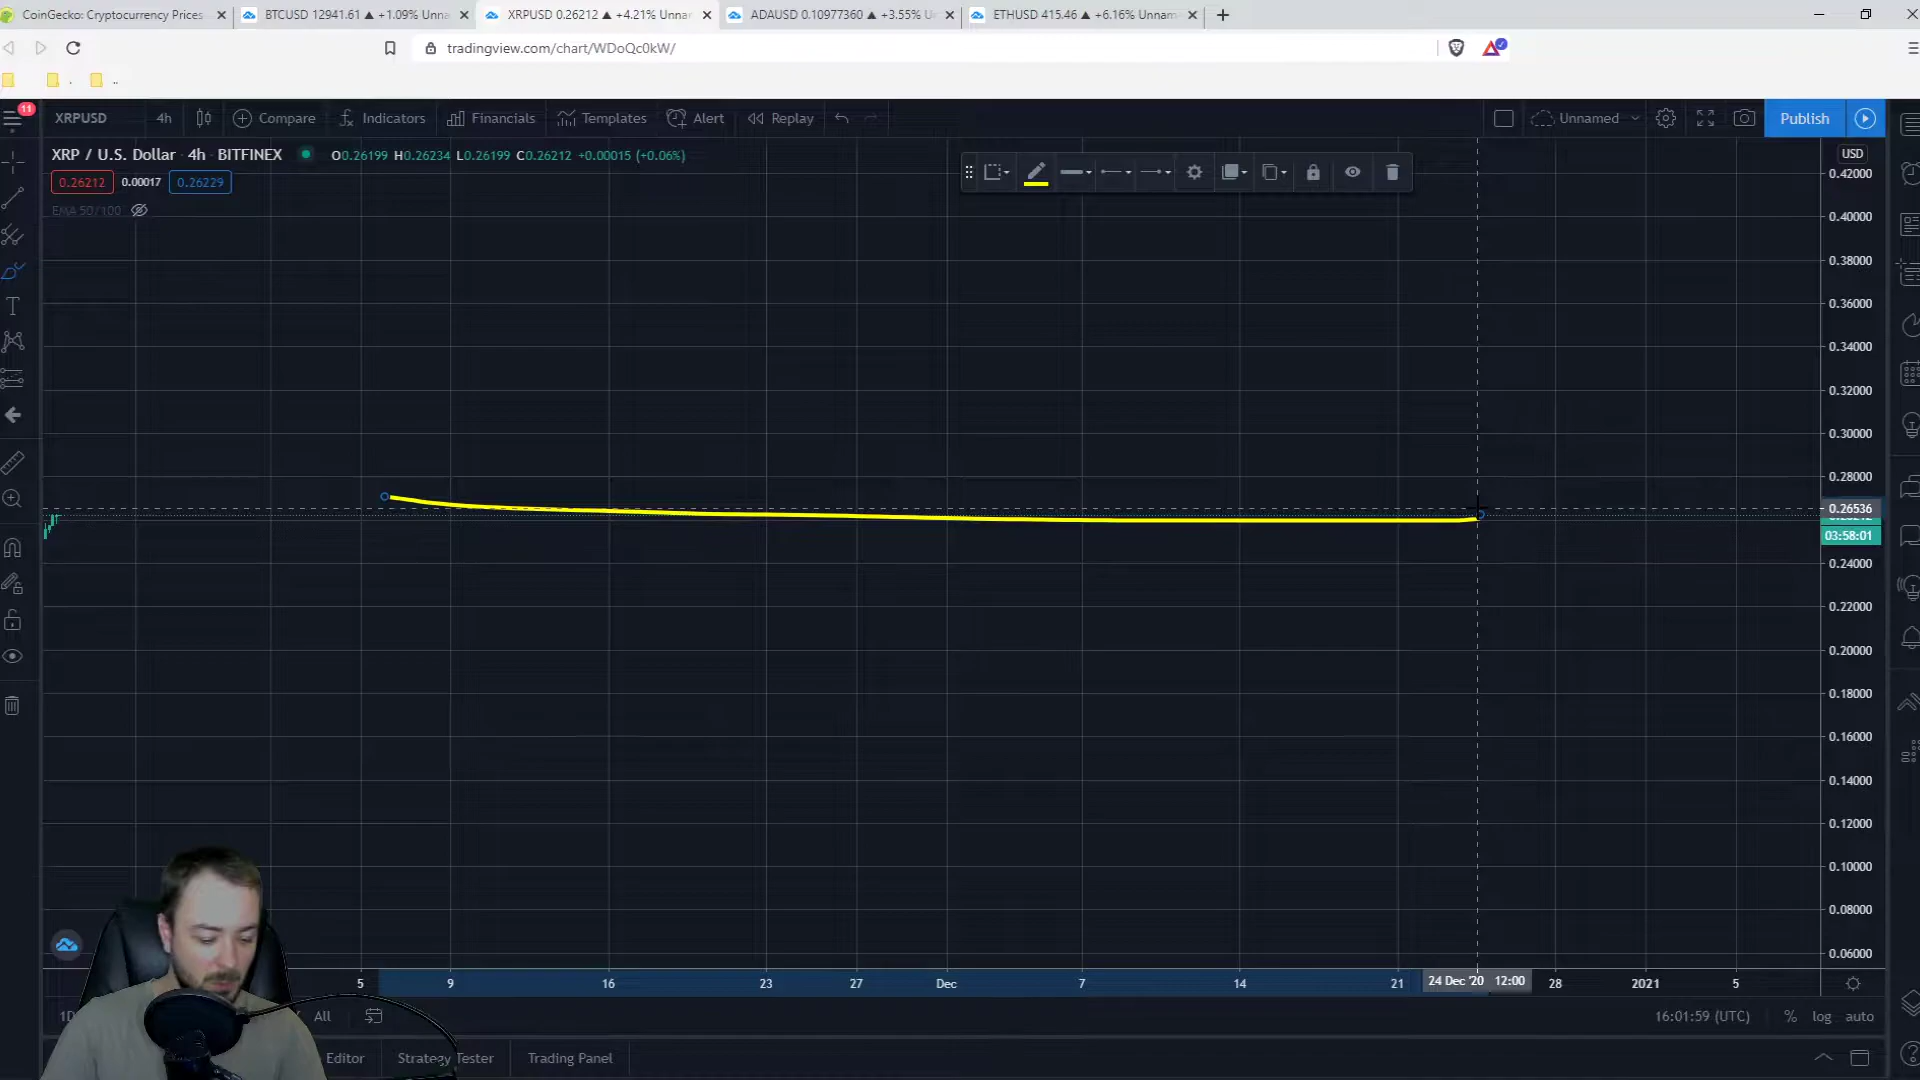 CoinGecko: Cryptocurrency Prices
BTCUSD 12941.61 ▲ +1.09% Unna
XRPUSD 0.26212 ▲ +4.21% Unnar
ADAUSD 0.10977360 ▲ +3.55% Un
ETHUSD 415.46 ▲ +6.16% Unnam
tradingview.com/chart/WDoQc0kW/
.
..
11
XRPUSD 4h Compare Indicators Financials Templates Alert Replay Unnamed Publish
XRP / U.S. Dollar 4h · BITFINEX O0.26199 H0.26234 L0.26199 C0.26212 +0.00015 (+0.06%)
USD
0.26212 0.00017 0.26229
EMA 50/100
0.42000
0.40000
0.38000
0.36000
0.34000
0.32000
0.30000
0.28000
0.26536
03:58:01
0.24000
0.22000
0.20000
0.18000
0.16000
0.14000
0.12000
0.10000
0.08000
0.06000
5 9 16 23 27 Dec 7 14 21 24 Dec '20 12:00 28 2021 5
All 16:01:59 (UTC) % log auto
Editor Strategy Tester Trading Panel